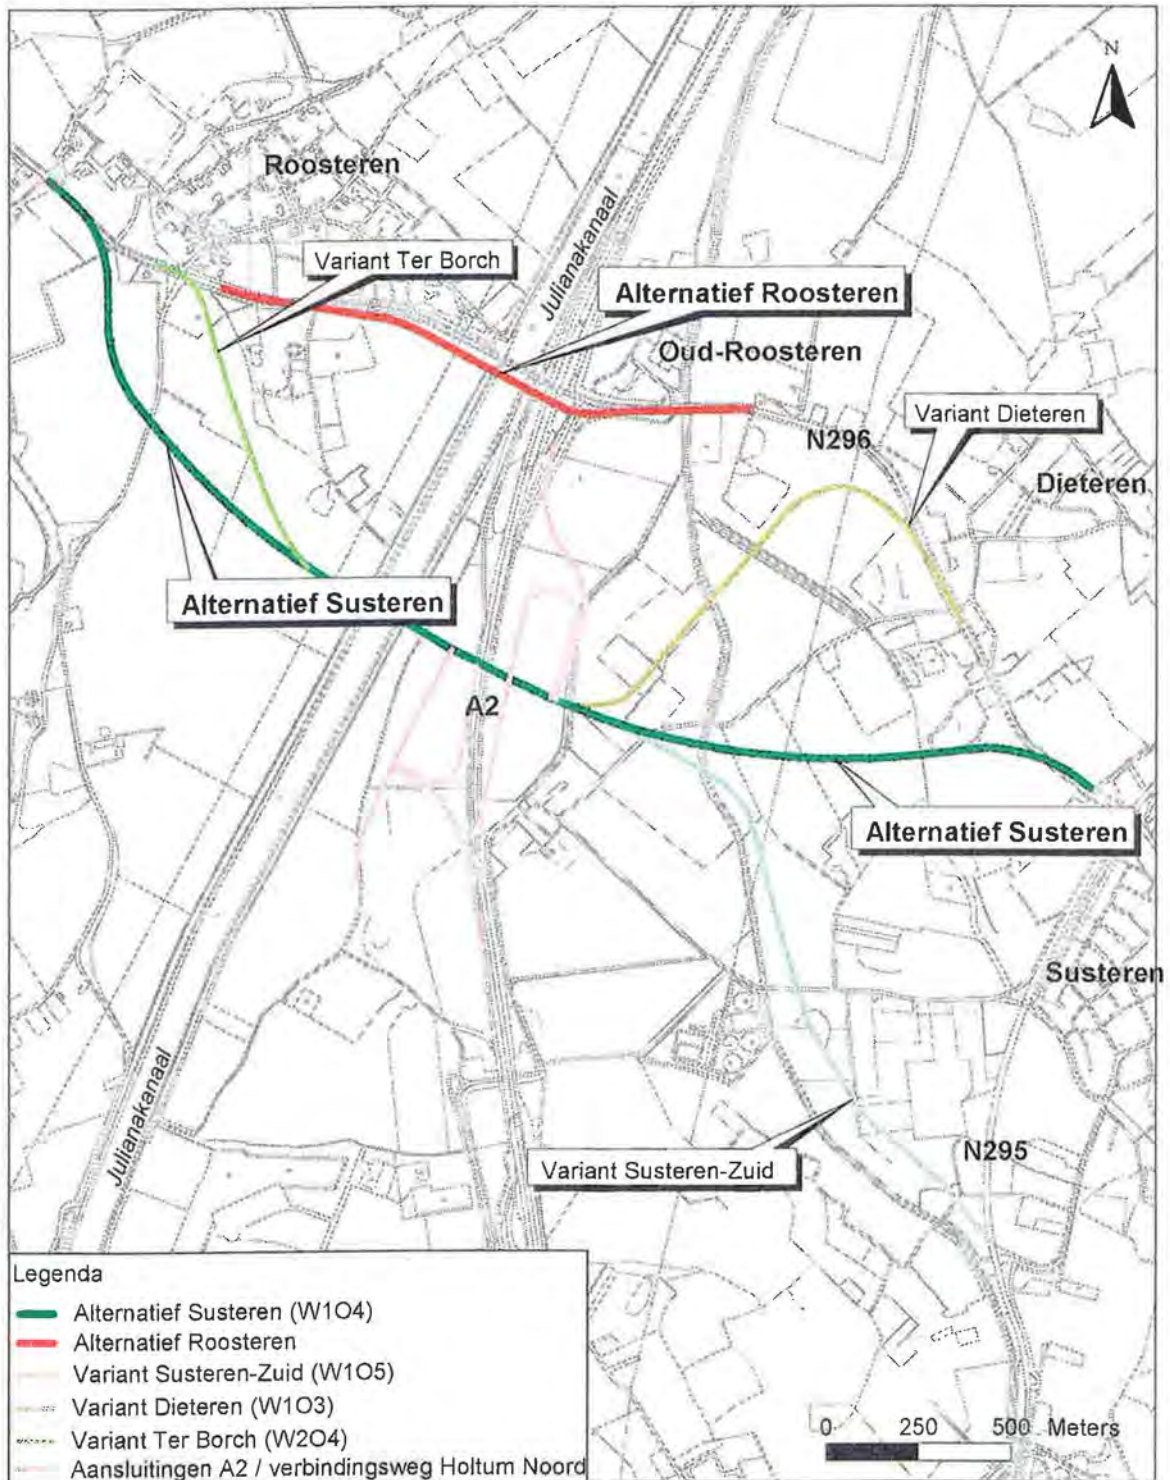 N
Roosteren
Variant Ter Borch
Julianakanaal
Alternatief Roosteren
Oud-Roosteren
Variant Dieteren
N296
Dieteren
Alternatief Susteren
A2
Alternatief Susteren
Susteren
Julianakanaal
N295
Variant Susteren-Zuid
Legenda
Alternatief Susteren (W1O4)
Alternatief Roosteren
Variant Susteren-Zuid (W1O5)
Variant Dieteren (W1O3)
Variant Ter Borch (W2O4)
Aansluitingen A2 / verbindingsweg Holtum Noord
0 250 500 Meters